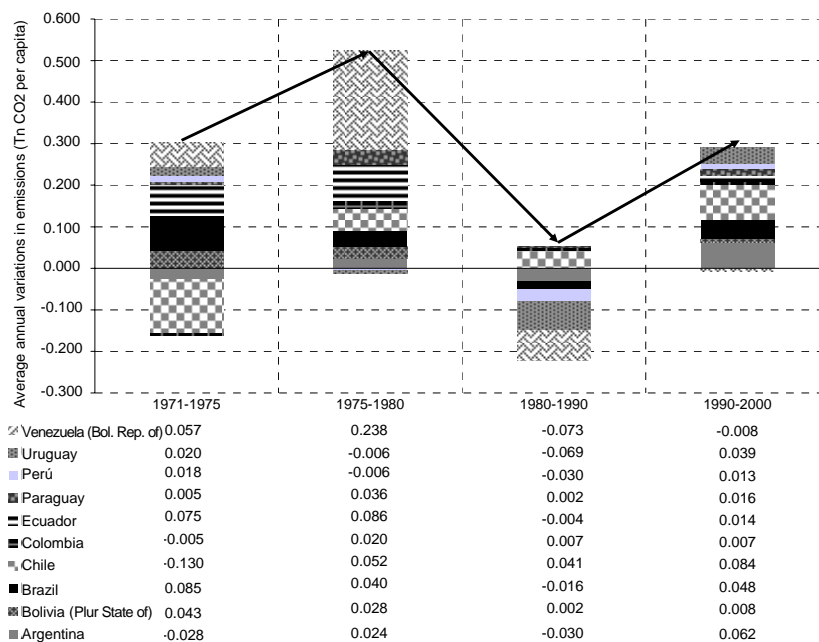 Average annual variations in emissions (Tn CO2 per capita)
0.600
0.500
0.400
0.300
0.200
0.100
0.000
-0.100
-0.200
-0.300
1971-1975 1975-1980 1980-1990 1990-2000
Venezuela (Bol. Rep. of) 0.057 0.238 -0.073 -0.008
Uruguay 0.020 -0.006 -0.069 0.039
Perú 0.018 -0.006 -0.030 0.013
Paraguay 0.005 0.036 0.002 0.016
Ecuador 0.075 0.086 -0.004 0.014
Colombia -0.005 0.020 0.007 0.007
Chile -0.130 0.052 0.041 0.084
Brazil 0.085 0.040 -0.016 0.048
Bolivia (Plur State of) 0.043 0.028 0.002 0.008
Argentina -0.028 0.024 -0.030 0.062